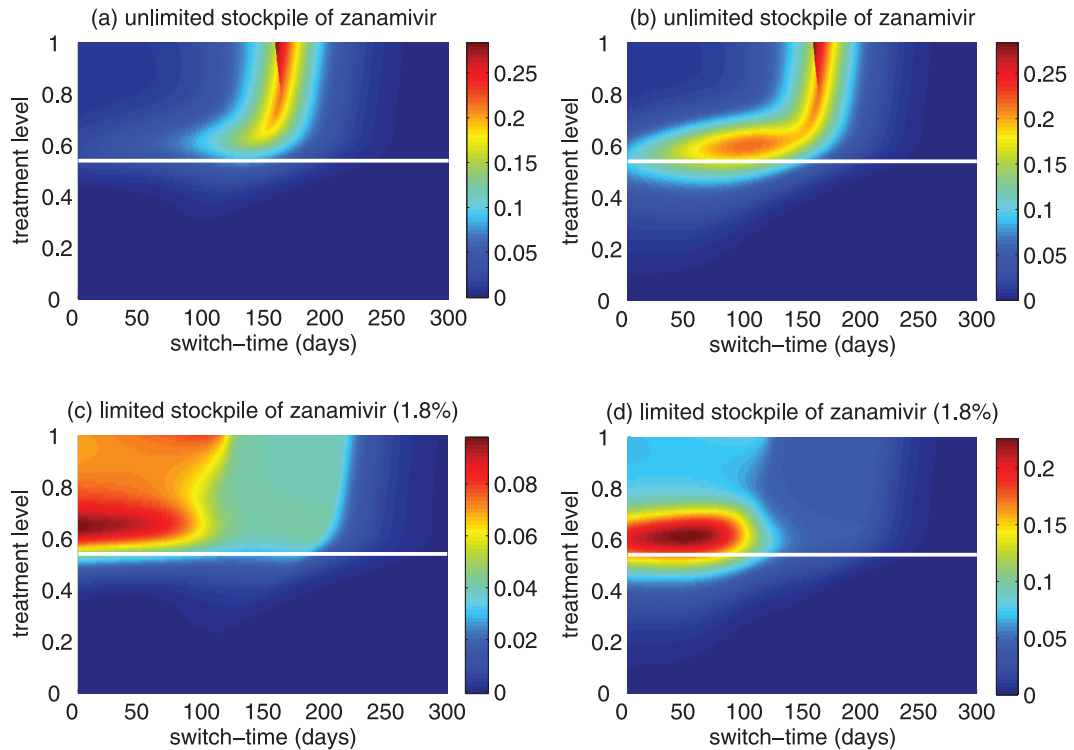 (a) unlimited stockpile of zanamivir
1
0.8
0.6
0.4
0.2
0
treatment level
0 50 100 150 200 250 300
switch−time (days)
0.25
0.2
0.15
0.1
0.05
0
(b) unlimited stockpile of zanamivir
1
0.8
0.6
0.4
0.2
0
treatment level
0 50 100 150 200 250 300
switch−time (days)
0.25
0.2
0.15
0.1
0.05
0
(c) limited stockpile of zanamivir (1.8%)
1
0.8
0.6
0.4
0.2
0
treatment level
0 50 100 150 200 250 300
switch−time (days)
0.08
0.06
0.04
0.02
0
(d) limited stockpile of zanamivir (1.8%)
1
0.8
0.6
0.4
0.2
0
treatment level
0 50 100 150 200 250 300
switch−time (days)
0.2
0.15
0.1
0.05
0